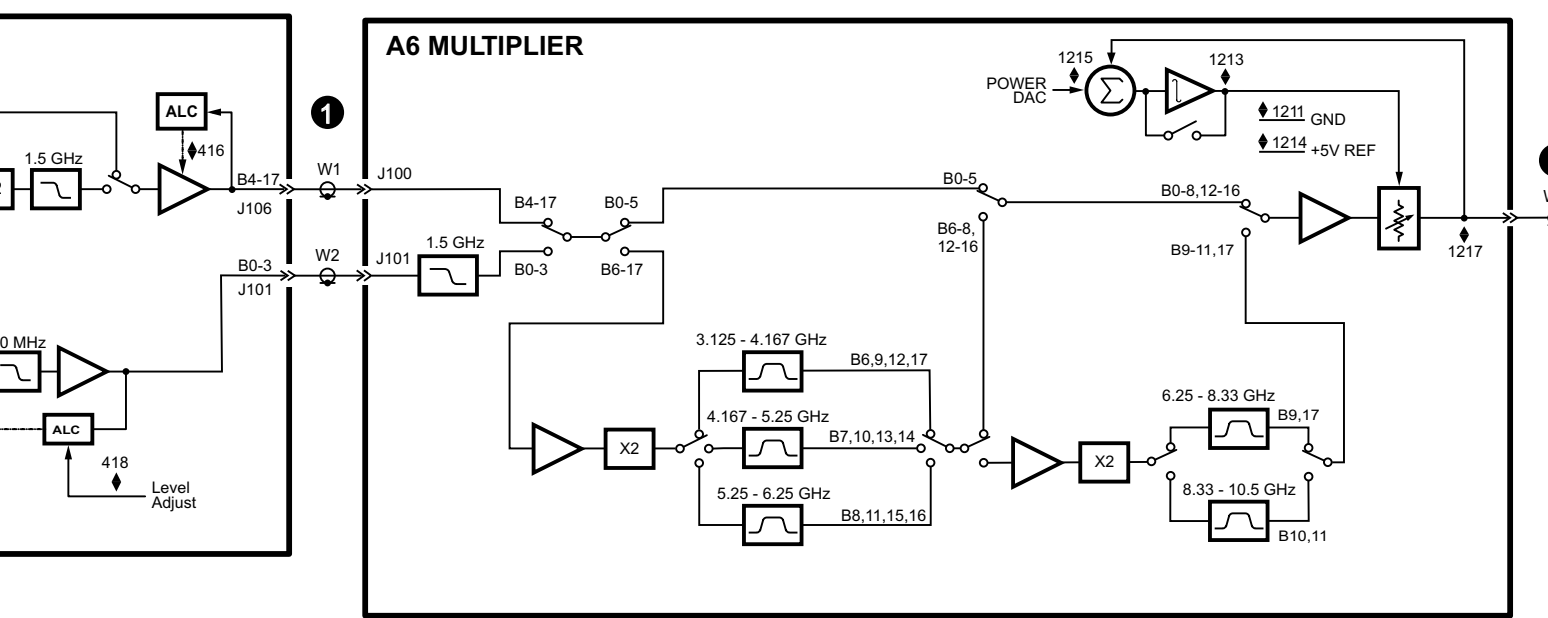 A6 MULTIPLIER
ALC
416
1.5 GHz
B4-17
J106
1
W1
J100
B0-3
J101
W2
J101
1.5 GHz
B4-17
B0-3
B0-5
B6-17
0 MHz
ALC
418
Level
Adjust
3.125 - 4.167 GHz
B6,9,12,17
4.167 - 5.25 GHz
B7,10,13,14
5.25 - 6.25 GHz
B8,11,15,16
X2
B0-5
B6-8,
12-16
X2
6.25 - 8.33 GHz
B9,17
8.33 - 10.5 GHz
B10,11
B0-8,12-16
B9-11,17
POWER
DAC
1215
Σ
1213
1211 GND
1214 +5V REF
1217